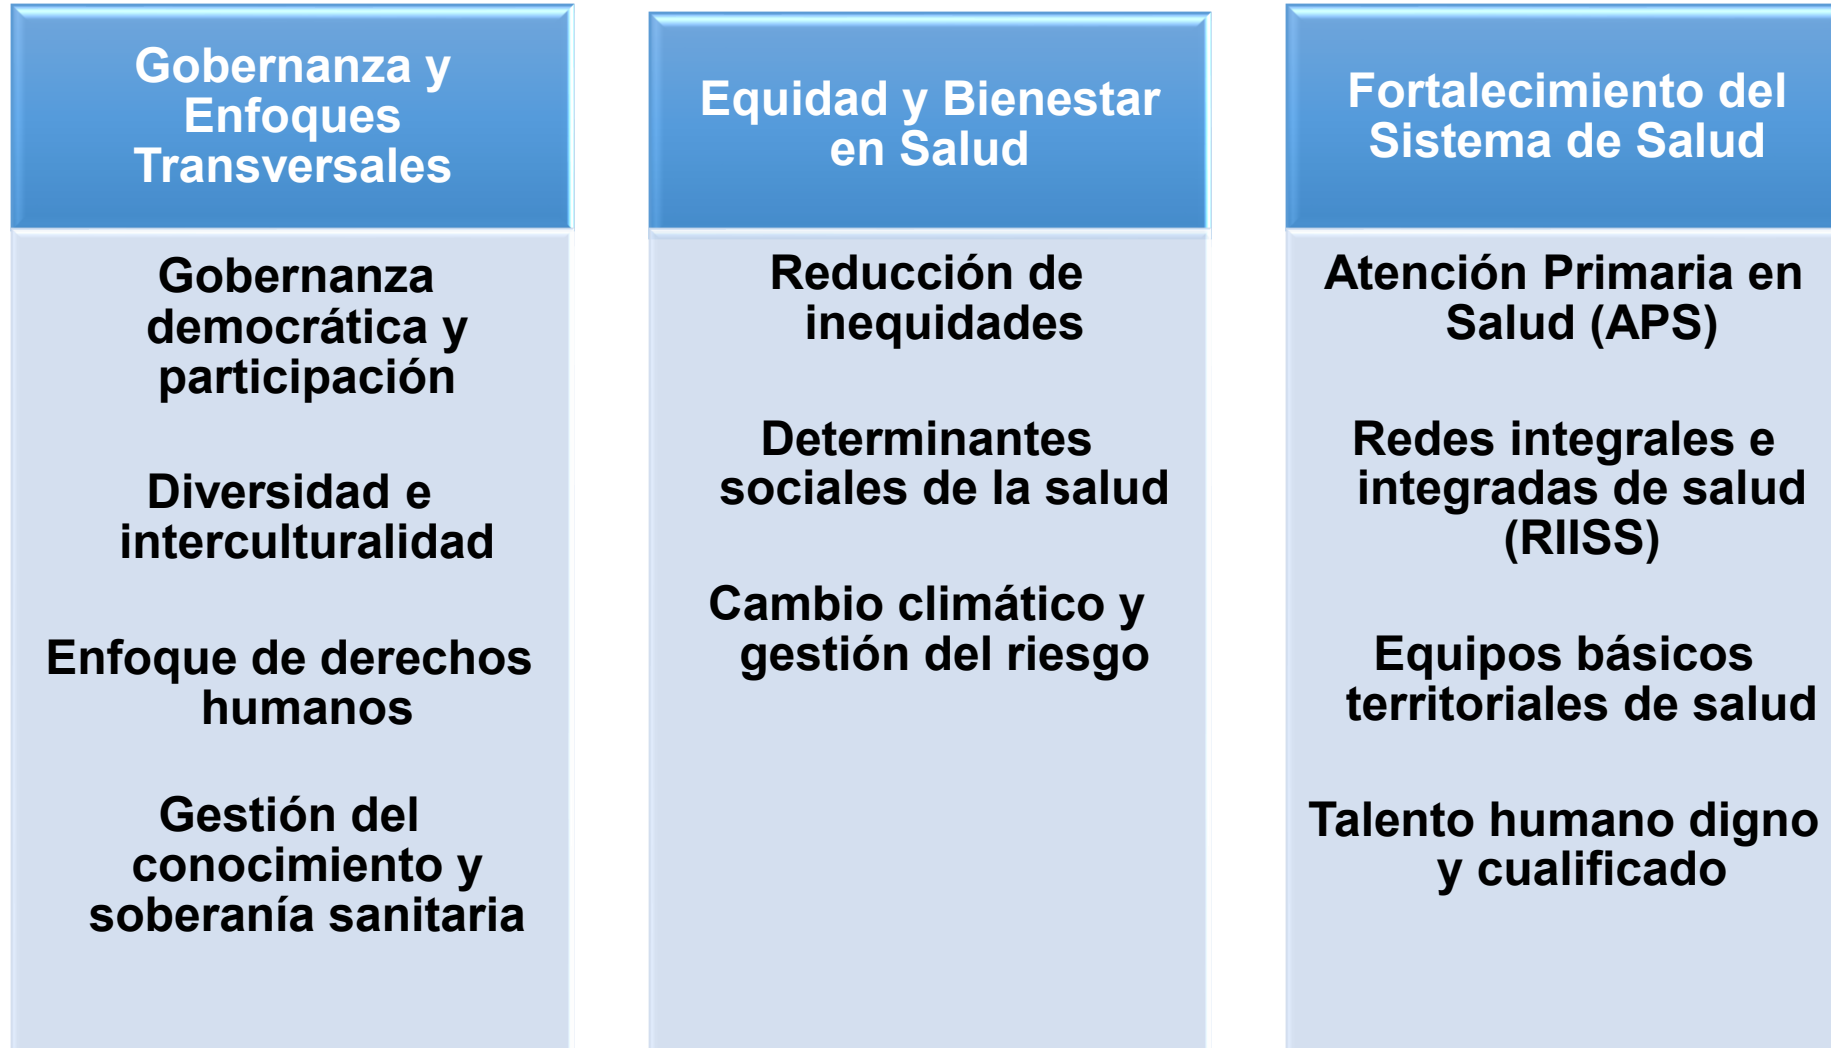 Gobernanza y
Enfoques
Transversales
Gobernanza
democrática y
participación
Diversidad e
interculturalidad
Enfoque de derechos
humanos
Gestión del
conocimiento y
soberanía sanitaria
Equidad y Bienestar
en Salud
Reducción de
inequidades
Determinantes
sociales de la salud
Cambio climático y
gestión del riesgo
Fortalecimiento del
Sistema de Salud
Atención Primaria en
Salud (APS)
Redes integrales e
integradas de salud
(RIISS)
Equipos básicos
territoriales de salud
Talento humano digno
y cualificado